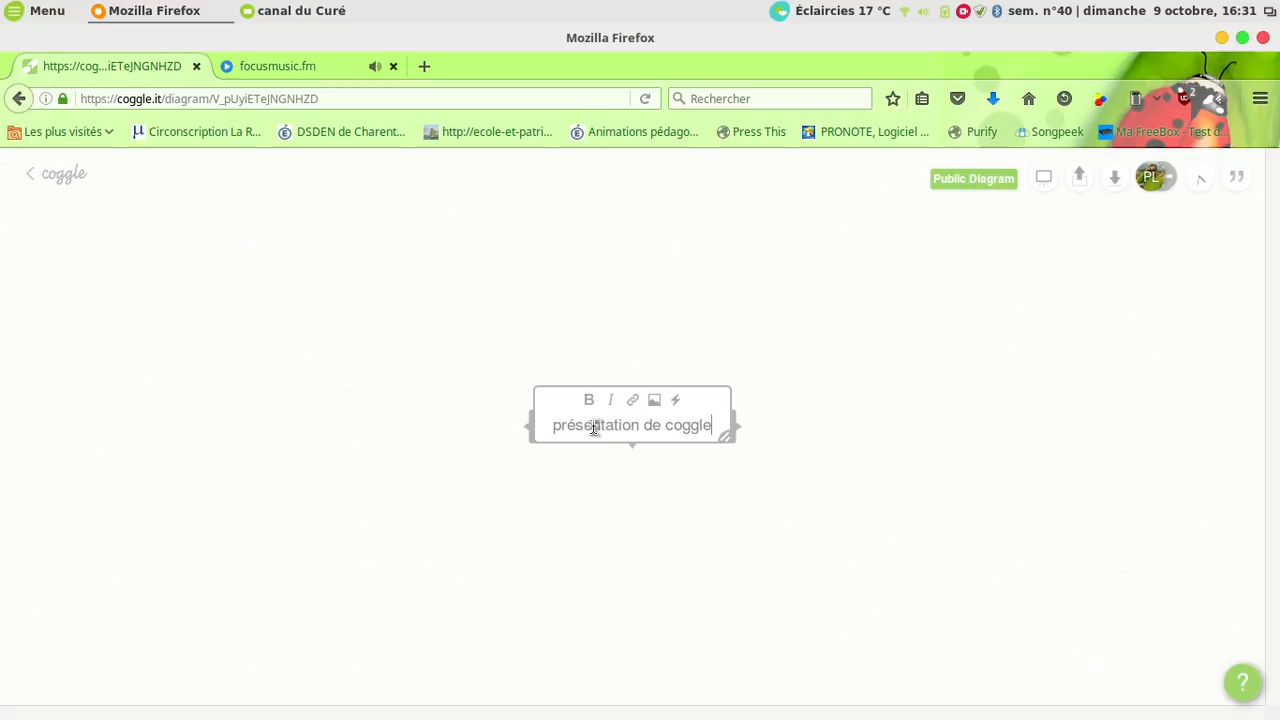 Menu Mozilla Firefox canal du Curé Éclaircies 17 °C sem. n°40 | dimanche 9 octobre, 16:31
Mozilla Firefox
https://cog...iETeJNGNHZD focusmusic.fm
https://coggle.it/diagram/V_pUyiETeJNGNHZD Rechercher 2
Les plus visités Circonscription La R... DSDEN de Charent... http://ecole-et-patri... Animations pédago... Press This PRONOTE, Logiciel ... Purify Songpeek Ma FreeBox - Test d...
coggle Public Diagram PL
B I
présentation de coggle
?